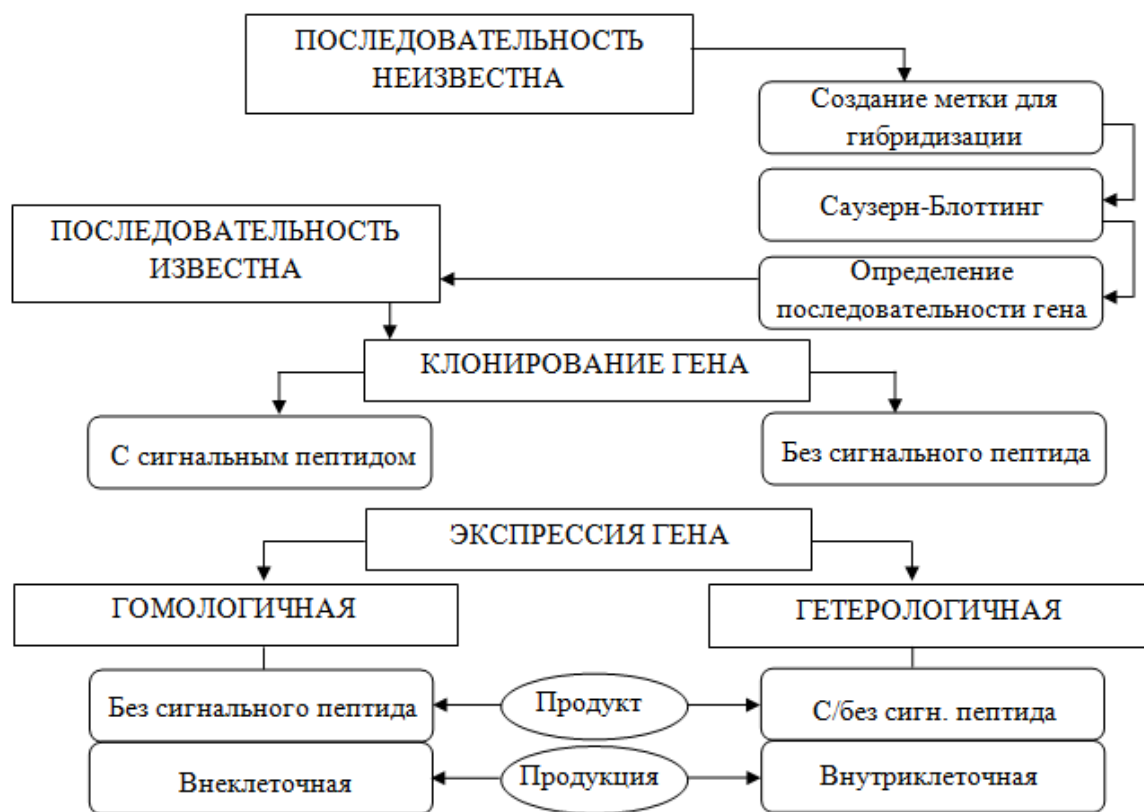 ПОСЛЕДОВАТЕЛЬНОСТЬ
НЕИЗВЕСТНА
Создание метки для
гибридизации
Саузерн-Блоттинг
ПОСЛЕДОВАТЕЛЬНОСТЬ
ИЗВЕСТНА
Определение
последовательности гена
КЛОНИРОВАНИЕ ГЕНА
С сигнальным пептидом
Без сигнального пептида
ЭКСПРЕССИЯ ГЕНА
ГОМОЛОГИЧНАЯ
ГЕТЕРОЛОГИЧНАЯ
Без сигнального пептида
Продукт
С/без сигн. пептида
Внеклеточная
Продукция
Внутриклеточная